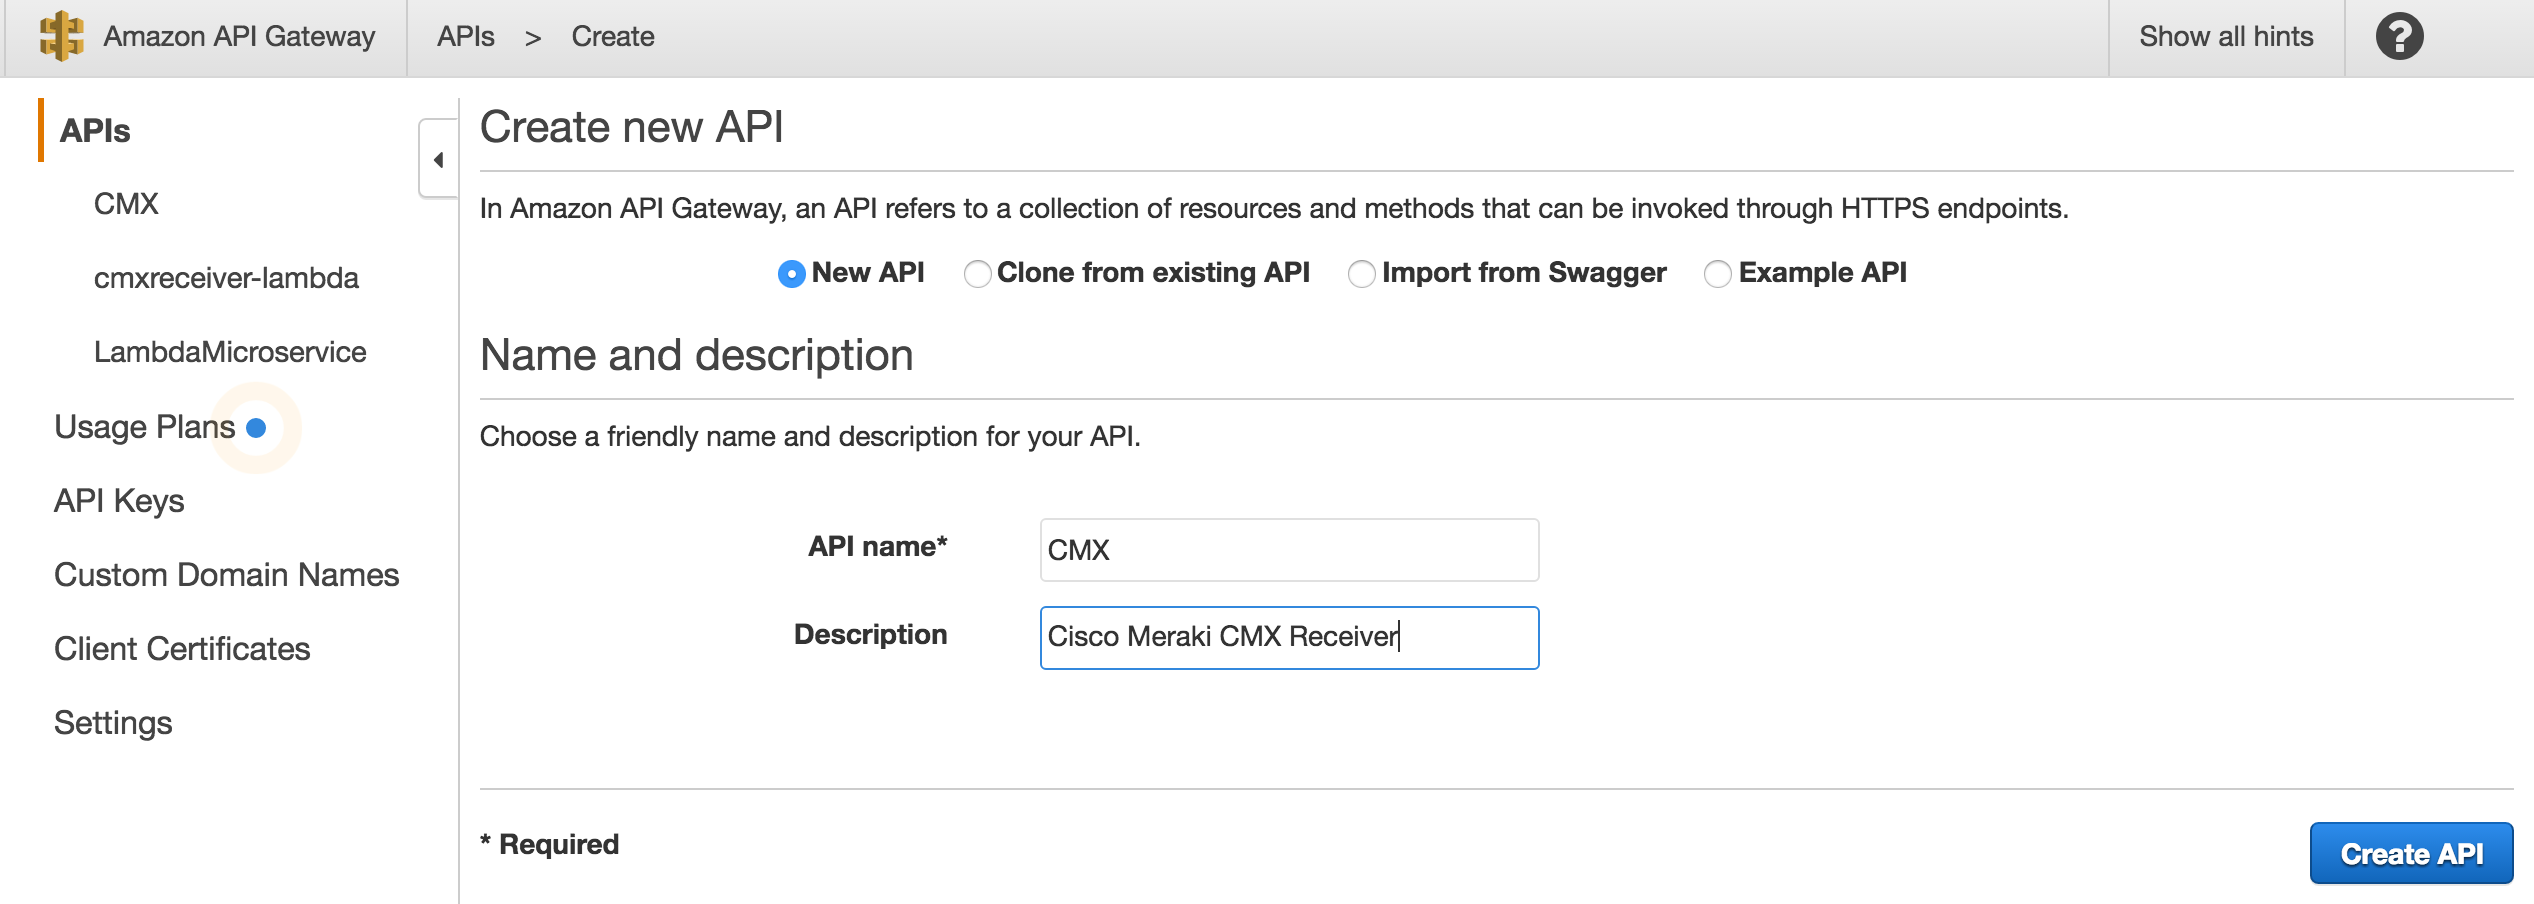 Amazon API Gateway
APIs > Create
Show all hints
?
APIs
CMX
cmxreceiver-lambda
LambdaMicroservice
Usage Plans
API Keys
Custom Domain Names
Client Certificates
Settings
Create new API
In Amazon API Gateway, an API refers to a collection of resources and methods that can be invoked through HTTPS endpoints.
New API Clone from existing API Import from Swagger Example API
Name and description
Choose a friendly name and description for your API.
API name* CMX
Description Cisco Meraki CMX Receiver
* Required
Create API